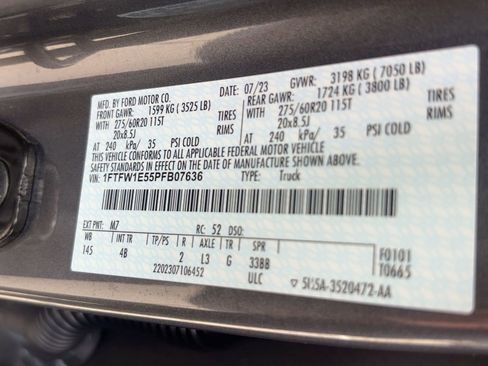 MFD. BY FORD MOTOR CO.
DATE: 07/23 GVWR: 3198 KG ( 7050 LB)
FRONT GAWR: 1599 KG (3525 LB) REAR GAWR: 1724 KG ( 3800 LB)
WITH 275/60R20 115T TIRES WITH 275/60R20 115T TIRES
20x8.5J RIMS 20x8.5J RIMS
AT 240 kPa/ 35 PSI COLD AT 240 kPa/ 35 PSI COLD
THIS VEHICLE CONFORMS TO ALL APPLICABLE FEDERAL MOTOR VEHICLE
SAFETY STANDARDS IN EFFECT ON THE DATE OF MANUFACTURE SHOWN ABOVE.
VIN: 1FTFW1E55PFB07636 TYPE: Truck
EXT PNT: M7 RC: 52 DSO:
WB INT TR TP/PS R AXLE TR SPR F0101
145 4B 2 L3 G 33BB T0665
2202307106452 ULC 5U5A-3520472-AA